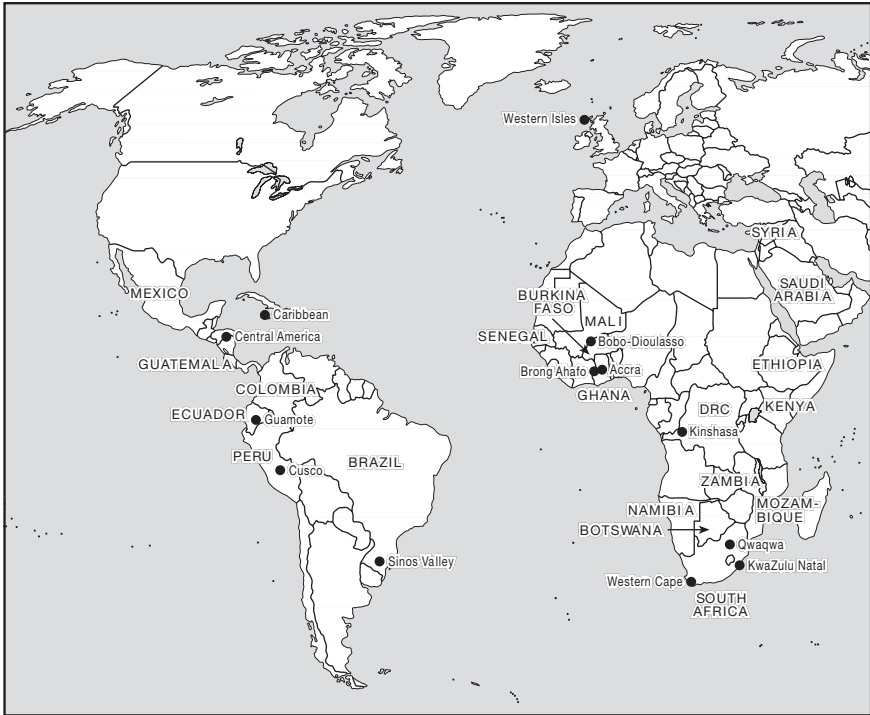 Western Isles
SYRIA
SAUDI
ARABIA
MEXICO
BURKINA
FASO
Caribbean
MALI
SENEGAL
Central America
Bobo-Dioulasso
GUATEMALA
ETHIOPIA
Brong Ahafo
Accra
COLOMBIA
GHANA
ECUADOR
Guamote
DRC
KENYA
Kinshasa
PERU
BRAZIL
Cusco
ZAMBIA
MOZAM-
BIQUE
NAMIBIA
BOTSWANA
Qwaqwa
Sinos Valley
KwaZulu Natal
Western Cape
SOUTH
AFRICA